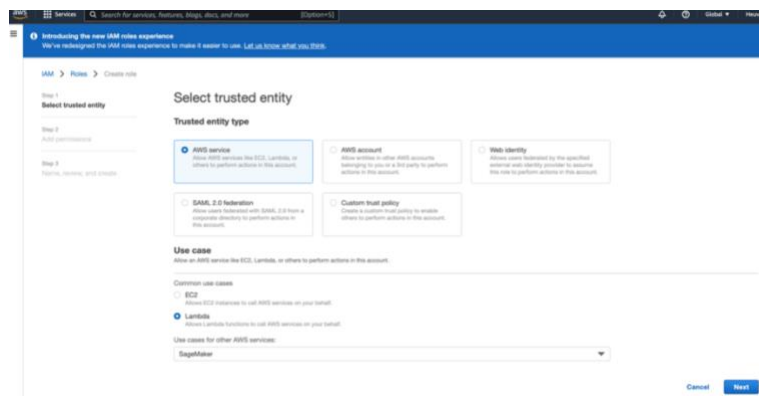 aws
Services
Search for services, features, blogs, docs, and more
[Option+S]
Global
Introducing the new IAM roles experience
We've redesigned the IAM roles experience to make it easier to use. Let us know what you think.
IAM > Roles > Create role
Step 1
Select trusted entity
Step 2
Add permissions
Step 3
Name, review, and create
Select trusted entity
Trusted entity type
AWS service
Allow AWS services like EC2, Lambda, or
others to perform actions in this account.
AWS account
Allow entities in other AWS accounts
belonging to you or a 3rd party to perform
actions in this account.
Web identity
Allows users federated by the specified
external web identity provider to assume
this role to perform actions in this account.
SAML 2.0 federation
Allow users federated with SAML 2.0 from a
corporate directory to perform actions in
this account.
Custom trust policy
Create a custom trust policy to enable
others to perform actions in this account.
Use case
Allow an AWS service like EC2, Lambda, or others to perform actions in this account.
Common use cases
EC2
Allows EC2 instances to call AWS services on your behalf.
Lambda
Allows Lambda functions to call AWS services on your behalf.
Use cases for other AWS services:
SageMaker
Cancel
Next